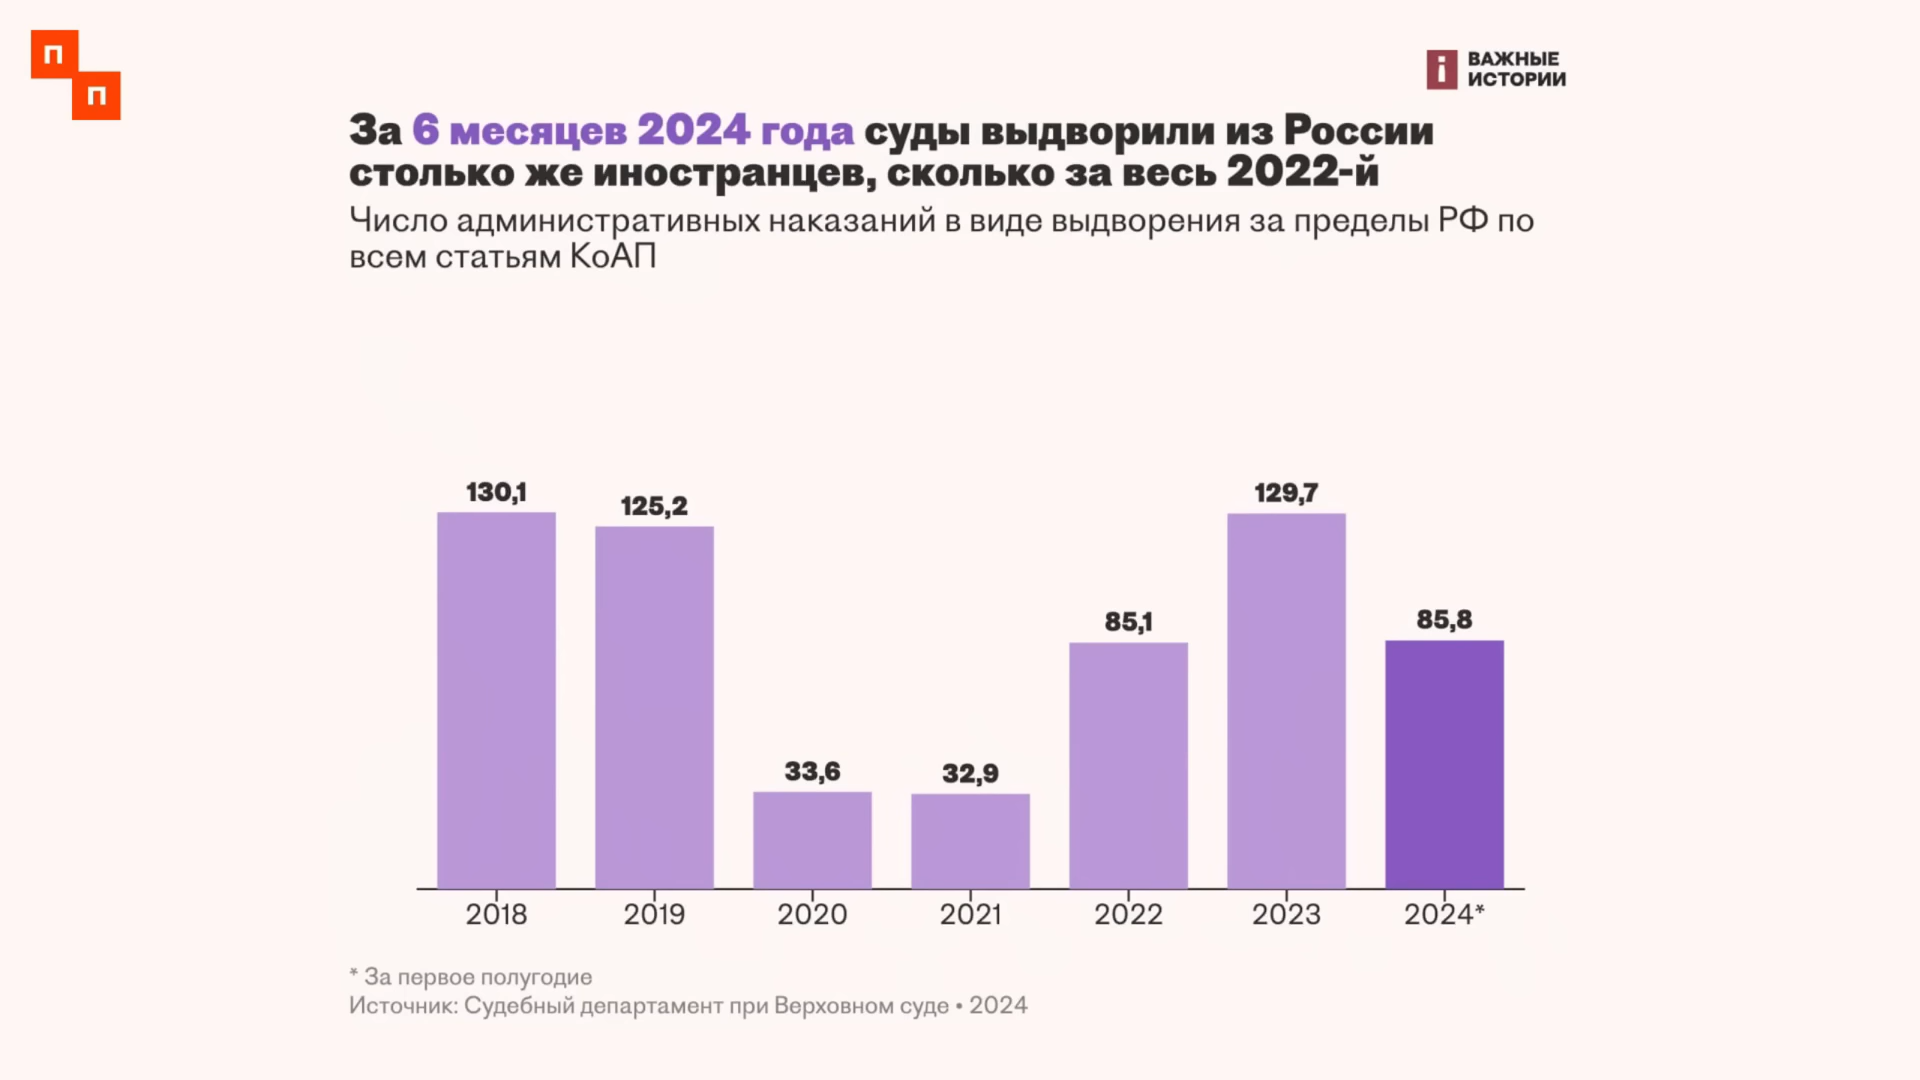 П
П
ВАЖНЫЕ
ИСТОРИИ
За 6 месяцев 2024 года суды выдворили из России
столько же иностранцев, сколько за весь 2022-й
Число административных наказаний в виде выдворения за пределы РФ по
всем статьям КоАП
130,1
125,2
33,6
32,9
85,1
129,7
85,8
2018
2019
2020
2021
2022
2023
2024*
* За первое полугодие
Источник: Судебный департамент при Верховном суде • 2024